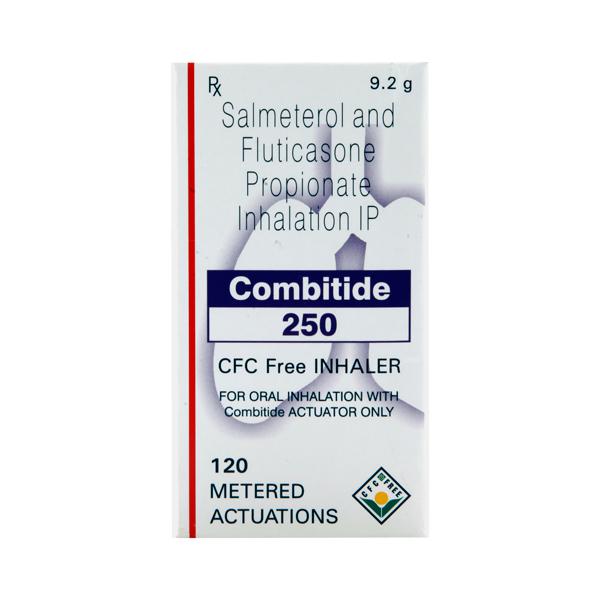 Rx 9.2 g
Salmeterol and
Fluticasone
Propionate
Inhalation IP
Combitide
250
CFC Free INHALER
FOR ORAL INHALATION WITH
Combitide ACTUATOR ONLY
120
METERED
ACTUATIONS
CFC FREE